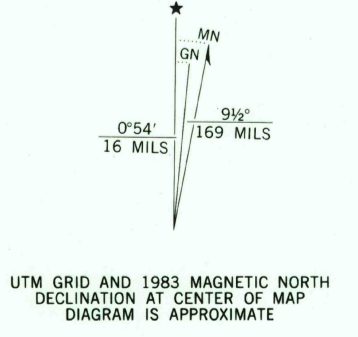 ★
MN
GN
0°54′
16 MILS
9½°
169 MILS
UTM GRID AND 1983 MAGNETIC NORTH
DECLINATION AT CENTER OF MAP
DIAGRAM IS APPROXIMATE